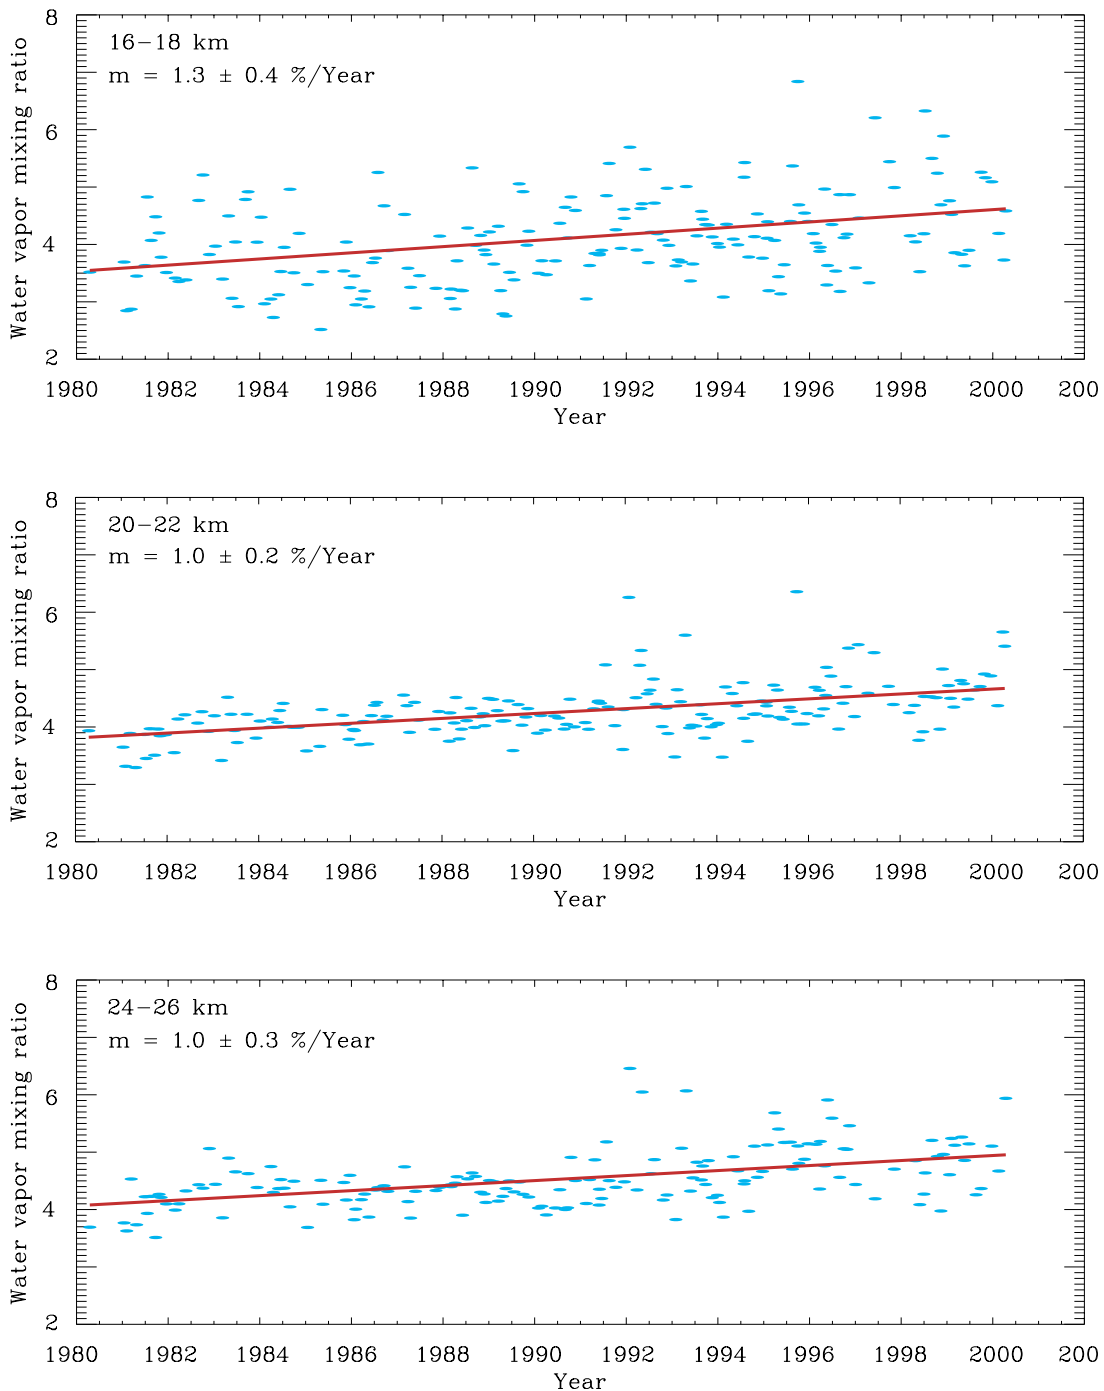 8
16-18 km
m = 1.3 ± 0.4 %/Year
6
4
2
Water vapor mixing ratio
1980 1982 1984 1986 1988 1990 1992 1994 1996 1998 2000 200
Year
8
20-22 km
m = 1.0 ± 0.2 %/Year
6
4
2
Water vapor mixing ratio
1980 1982 1984 1986 1988 1990 1992 1994 1996 1998 2000 200
Year
8
24-26 km
m = 1.0 ± 0.3 %/Year
6
4
2
Water vapor mixing ratio
1980 1982 1984 1986 1988 1990 1992 1994 1996 1998 2000 200
Year